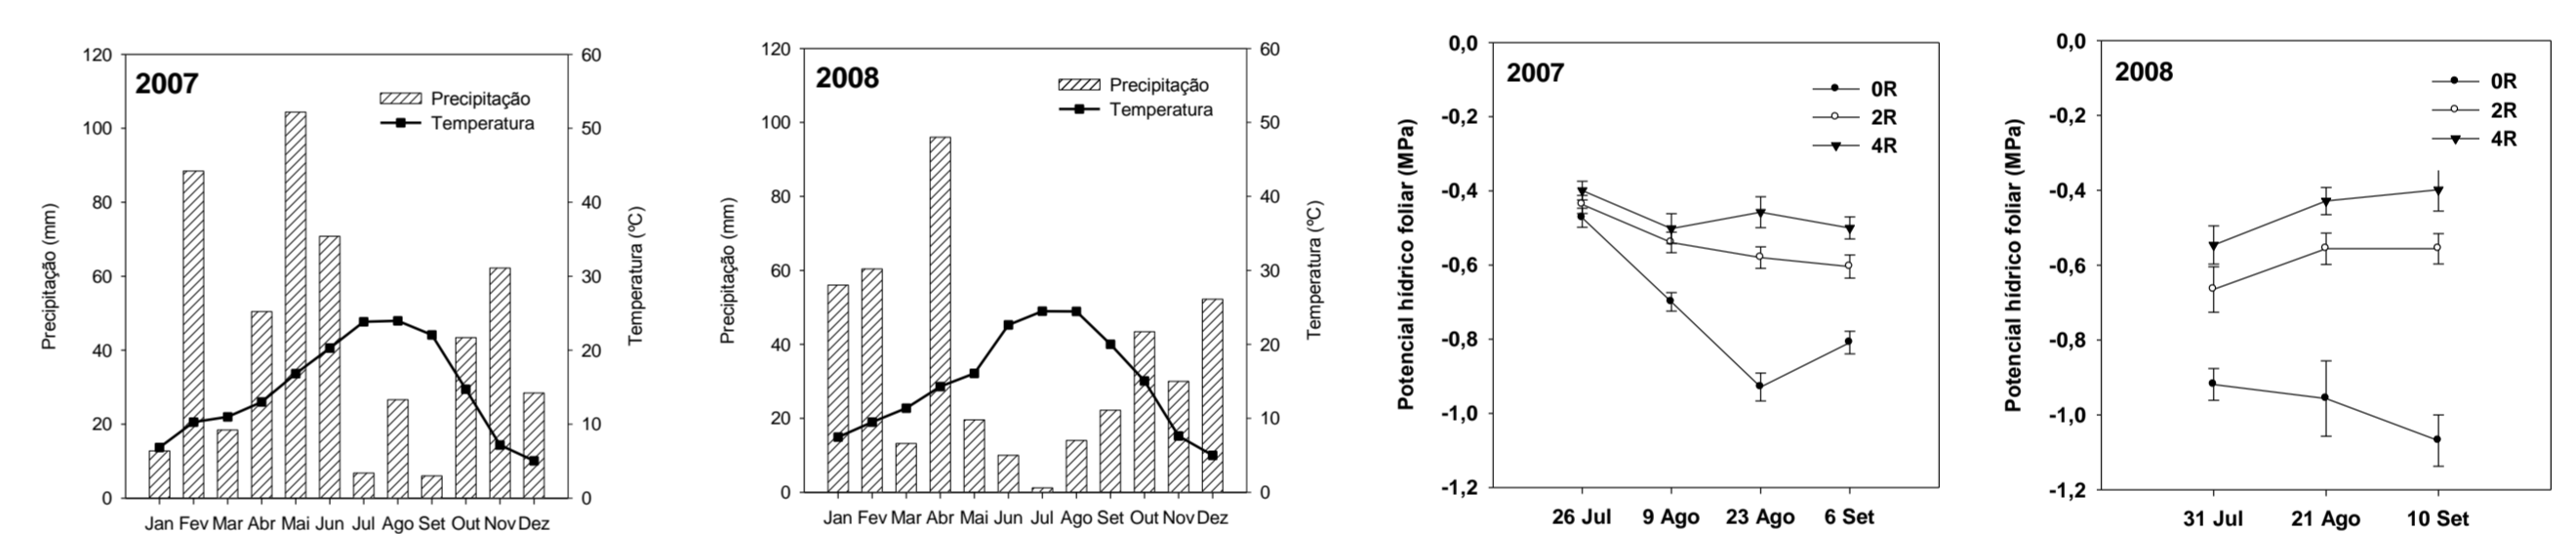 2007
Precipitação
Temperatura
Precipitação (mm)
120
100
80
60
40
20
0
60
50
40
30
20
10
0
Temperatura (ºC)
Jan Fev Mar Abr Mai Jun Jul Ago Set Out Nov Dez
2008
Precipitação
Temperatura
Precipitação (mm)
120
100
80
60
40
20
0
60
50
40
30
20
10
0
Temperatura (ºC)
Jan Fev Mar Abr Mai Jun Jul Ago Set Out Nov Dez
2007
0R
2R
4R
Potencial hídrico foliar (MPa)
0,0
-0,2
-0,4
-0,6
-0,8
-1,0
-1,2
26 Jul 9 Ago 23 Ago 6 Set
2008
0R
2R
4R
Potencial hídrico foliar (MPa)
0,0
-0,2
-0,4
-0,6
-0,8
-1,0
-1,2
31 Jul 21 Ago 10 Set